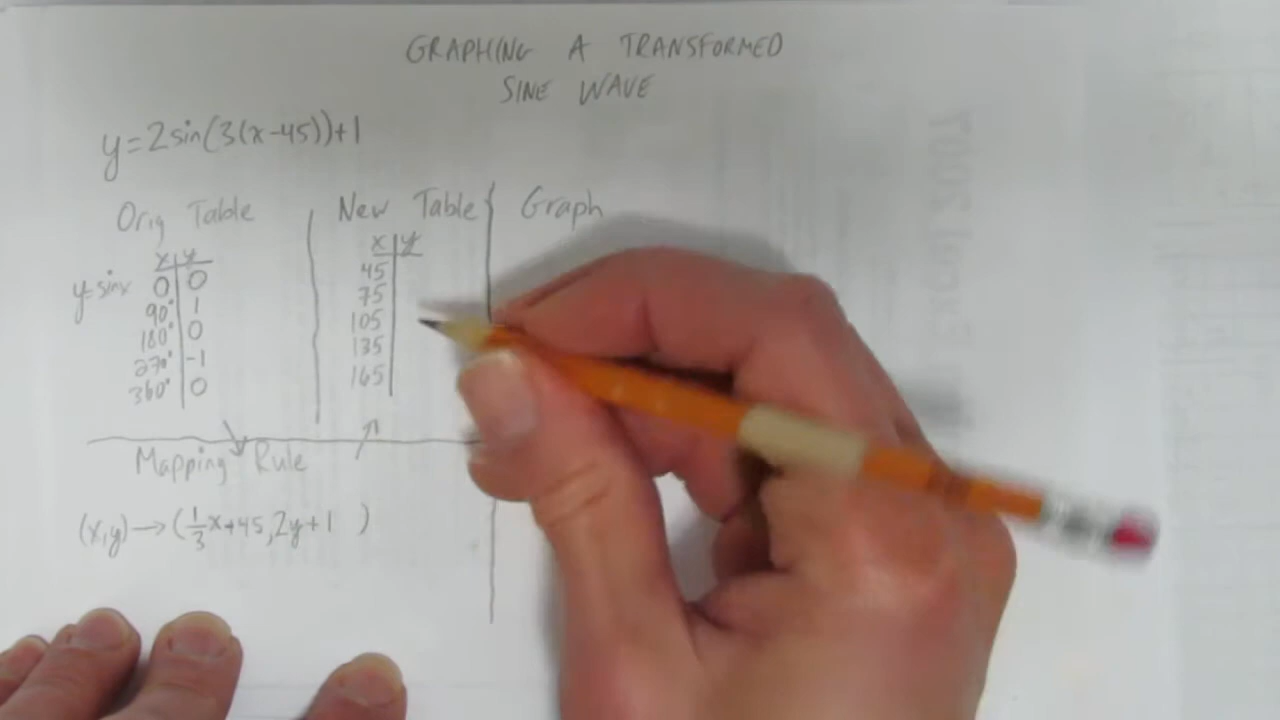 GRAPHING A TRANSFORMED
SINE WAVE
y=2sin(3(x-45))+1
Orig Table
New Table
Graph
x y
y=sinx 0 0
90° 1
180° 0
270° -1
360° 0
x y
45
75
105
135
165
Mapping Rule
(x,y)→(1/3x+45,2y+1 )